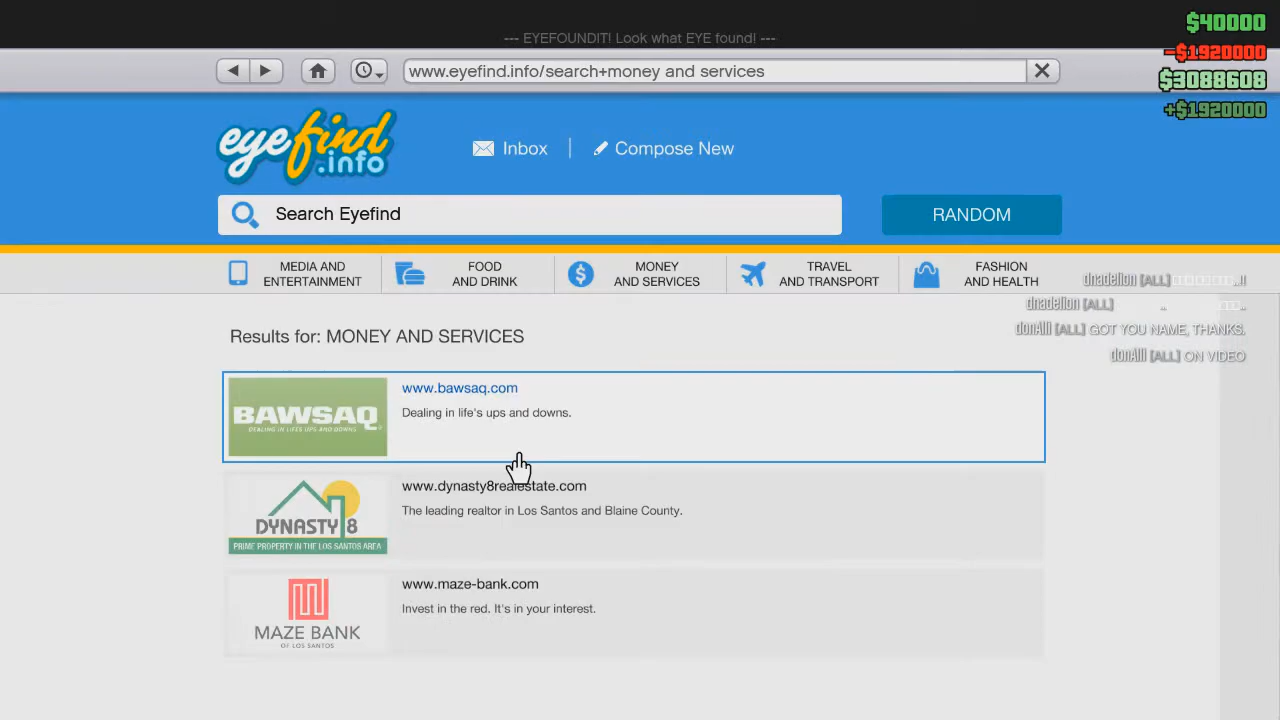 --- EYEFOUNDIT! Look what EYE found! ---
$40000
-$1920000
$3088608
+$1920000
www.eyefind.info/search+money and services
eyefind
.info
Inbox
Compose New
Search Eyefind
RANDOM
MEDIA AND
ENTERTAINMENT
FOOD
AND DRINK
MONEY
AND SERVICES
TRAVEL
AND TRANSPORT
FASHION
AND HEALTH
dnadelion [ALL]
dnadelion [ALL]
donAlli [ALL] GOT YOU NAME, THANKS.
donAlli [ALL] ON VIDEO
Results for: MONEY AND SERVICES
BAWSAQ
DEALING IN LIFE'S UPS AND DOWNS
www.bawsaq.com
Dealing in life's ups and downs.
DYNASTY 8
PRIME PROPERTY IN THE LOS SANTOS AREA
www.dynasty8realestate.com
The leading realtor in Los Santos and Blaine County.
MAZE BANK
OF LOS SANTOS
www.maze-bank.com
Invest in the red. It's in your interest.